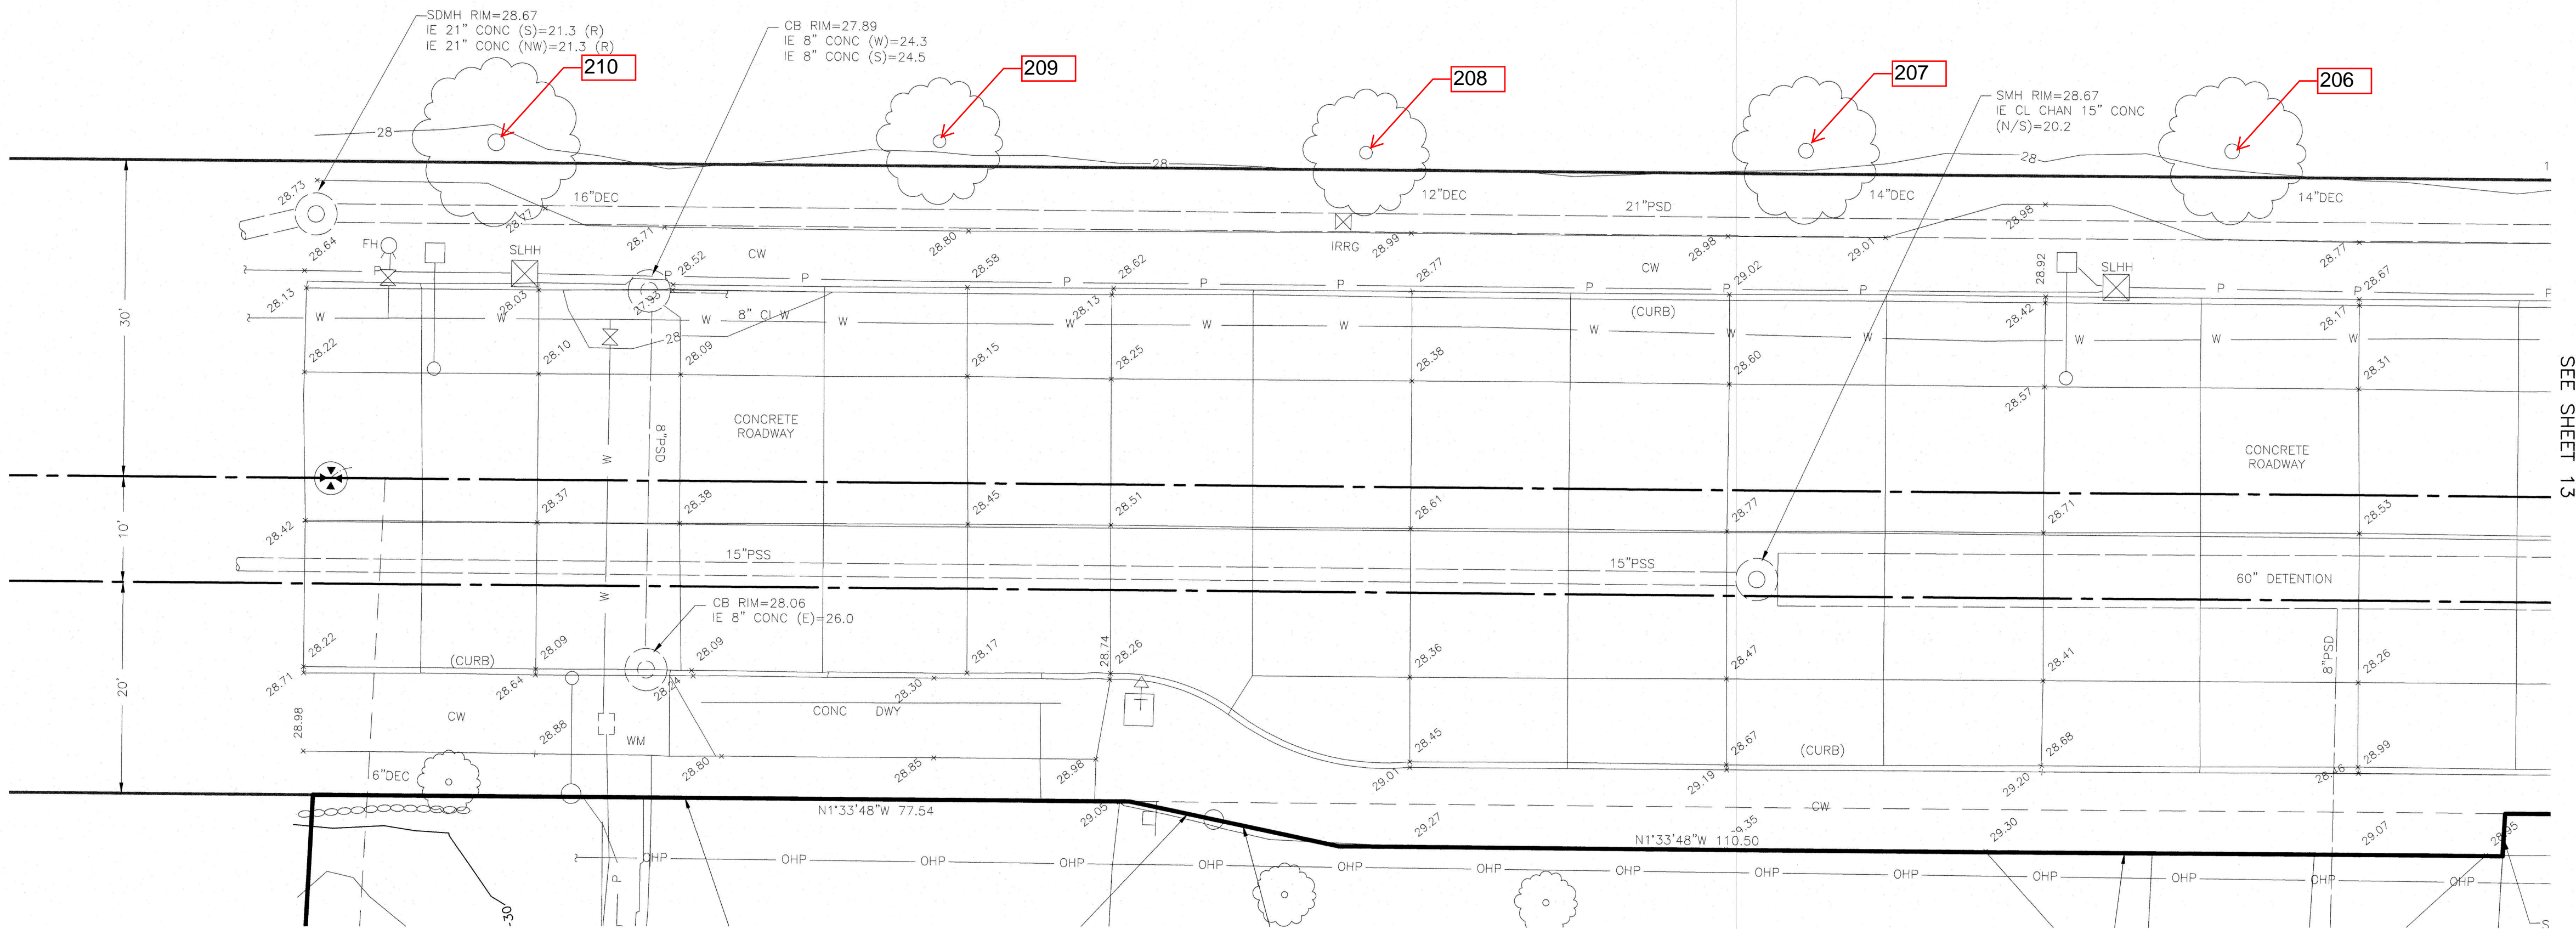 SDMH RIM=28.67
IE 21" CONC (S)=21.3 (R)
IE 21" CONC (NW)=21.3 (R)
CB RIM=27.89
IE 8" CONC (W)=24.3
IE 8" CONC (S)=24.5
210
209
208
207
206
SMH RIM=28.67
IE CL CHAN 15" CONC
(N/S)=20.2
28
28
28
1
28.73
16"DEC
12"DEC
14"DEC
14"DEC
21"PSD
28.77
28.98
28.64
FH
SLHH
28.71
CW
28.80
IRRG
28.99
CW
28.98
29.01
28.77
28.52
28.58
28.62
28.77
29.02
28.92
SLHH
28.67
P
P
P
P
P
P
P
P
P
P
P
P
P
28.13
28.03
27.93
28.13
(CURB)
28.42
28.17
30'
W
W
W
8" CI W
W
W
W
W
W
W
W
W
W
W
28
28.22
28.10
28.09
28.15
28.25
28.38
28.60
28.57
28.31
SEE SHEET 13
CONCRETE
ROADWAY
8"PSD
W
CONCRETE
ROADWAY
28.42
28.37
28.38
28.45
28.51
28.61
28.77
28.71
28.53
10'
15"PSS
15"PSS
60" DETENTION
W
CB RIM=28.06
IE 8" CONC (E)=26.0
28.22
(CURB)
28.09
28.09
28.17
28.74
28.26
28.36
28.47
28.41
8"PSD
28.26
20'
28.71
28.64
28.24
28.30
28.98
CW
28.88
WM
CONC DWY
28.45
28.67
(CURB)
28.68
28.99
6"DEC
28.80
28.85
28.98
29.01
29.19
29.20
28.46
N1°33'48"W 77.54
29.05
29.27
N1°33'48"W 110.50
29.35
CW
29.30
29.07
28.95
OHP
OHP
OHP
OHP
OHP
OHP
OHP
OHP
OHP
OHP
OHP
OHP
OHP
OHP
P
30
S